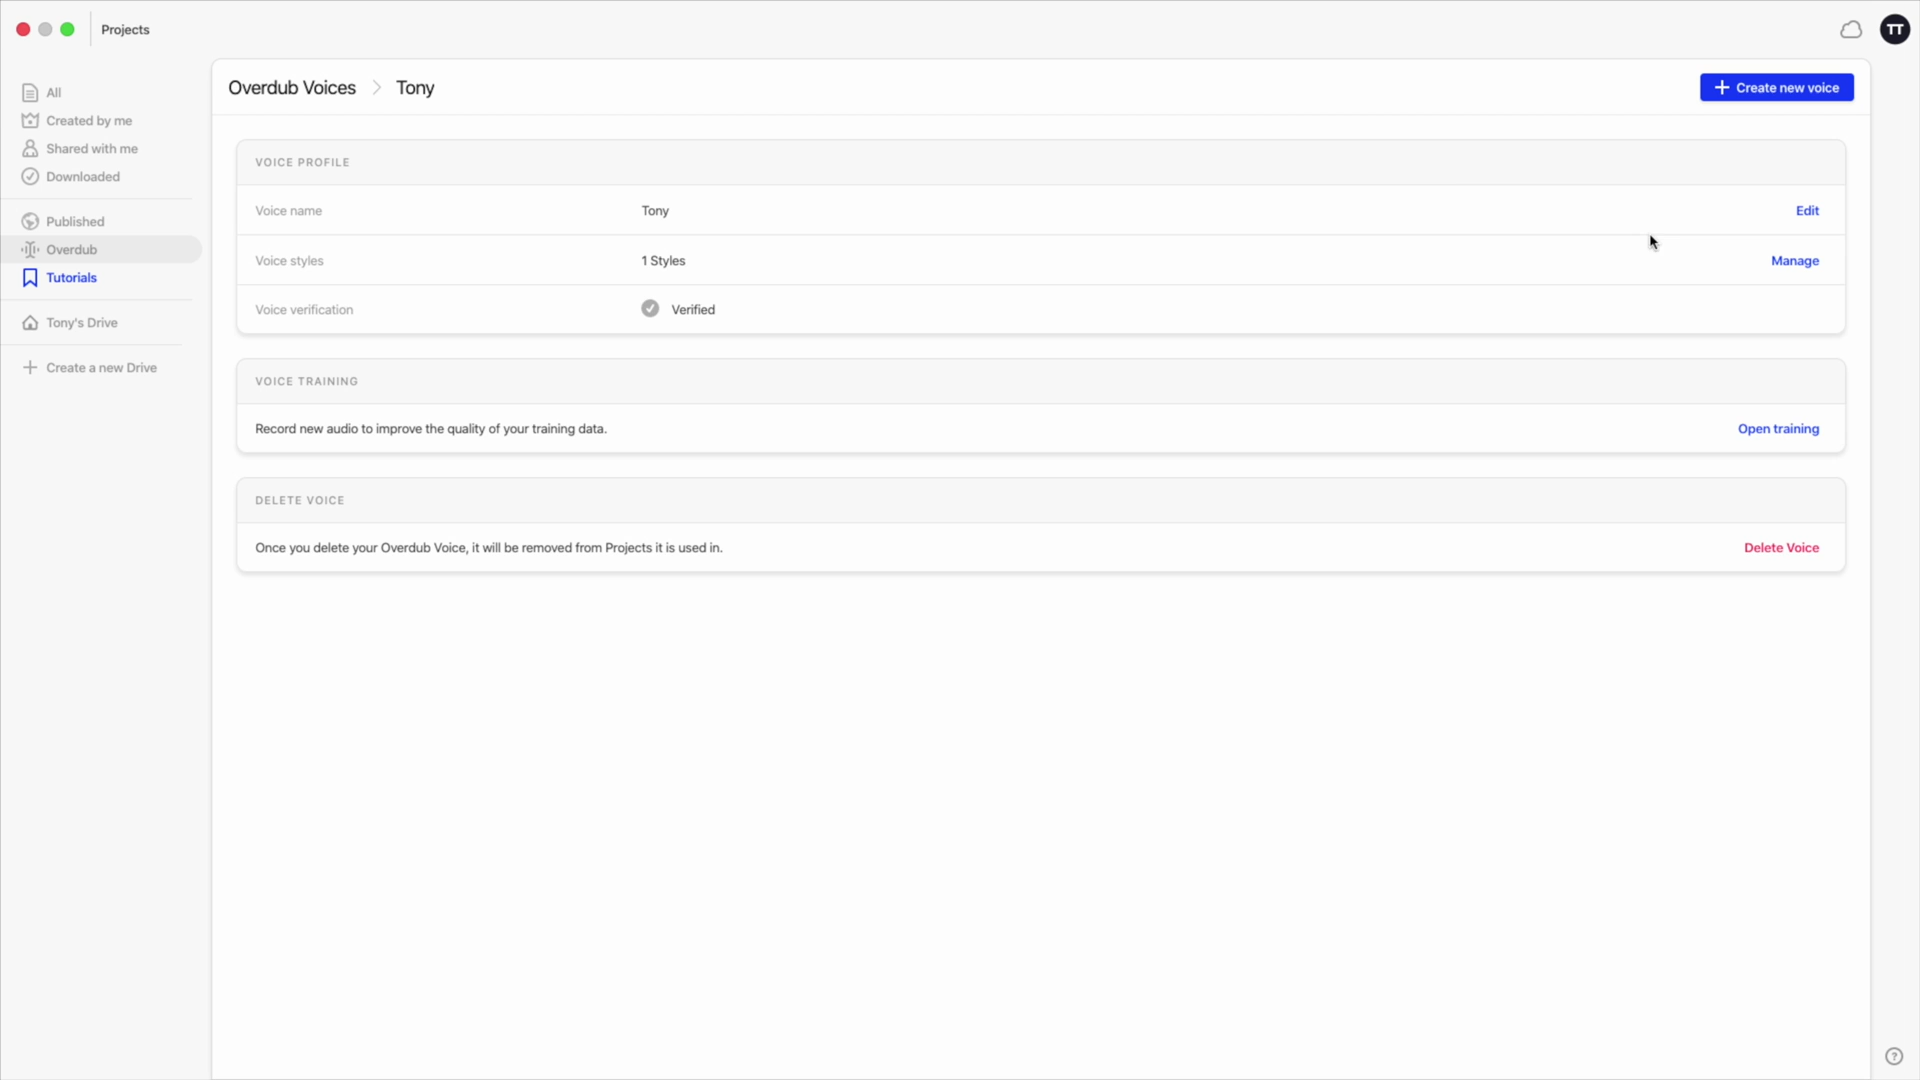 Projects
TT
All
Created by me
Shared with me
Downloaded
Published
Overdub
Tutorials
Tony's Drive
Create a new Drive
Overdub Voices > Tony
+ Create new voice
VOICE PROFILE
Voice name Tony Edit
Voice styles 1 Styles Manage
Voice verification Verified
VOICE TRAINING
Record new audio to improve the quality of your training data. Open training
DELETE VOICE
Once you delete your Overdub Voice, it will be removed from Projects it is used in. Delete Voice
?